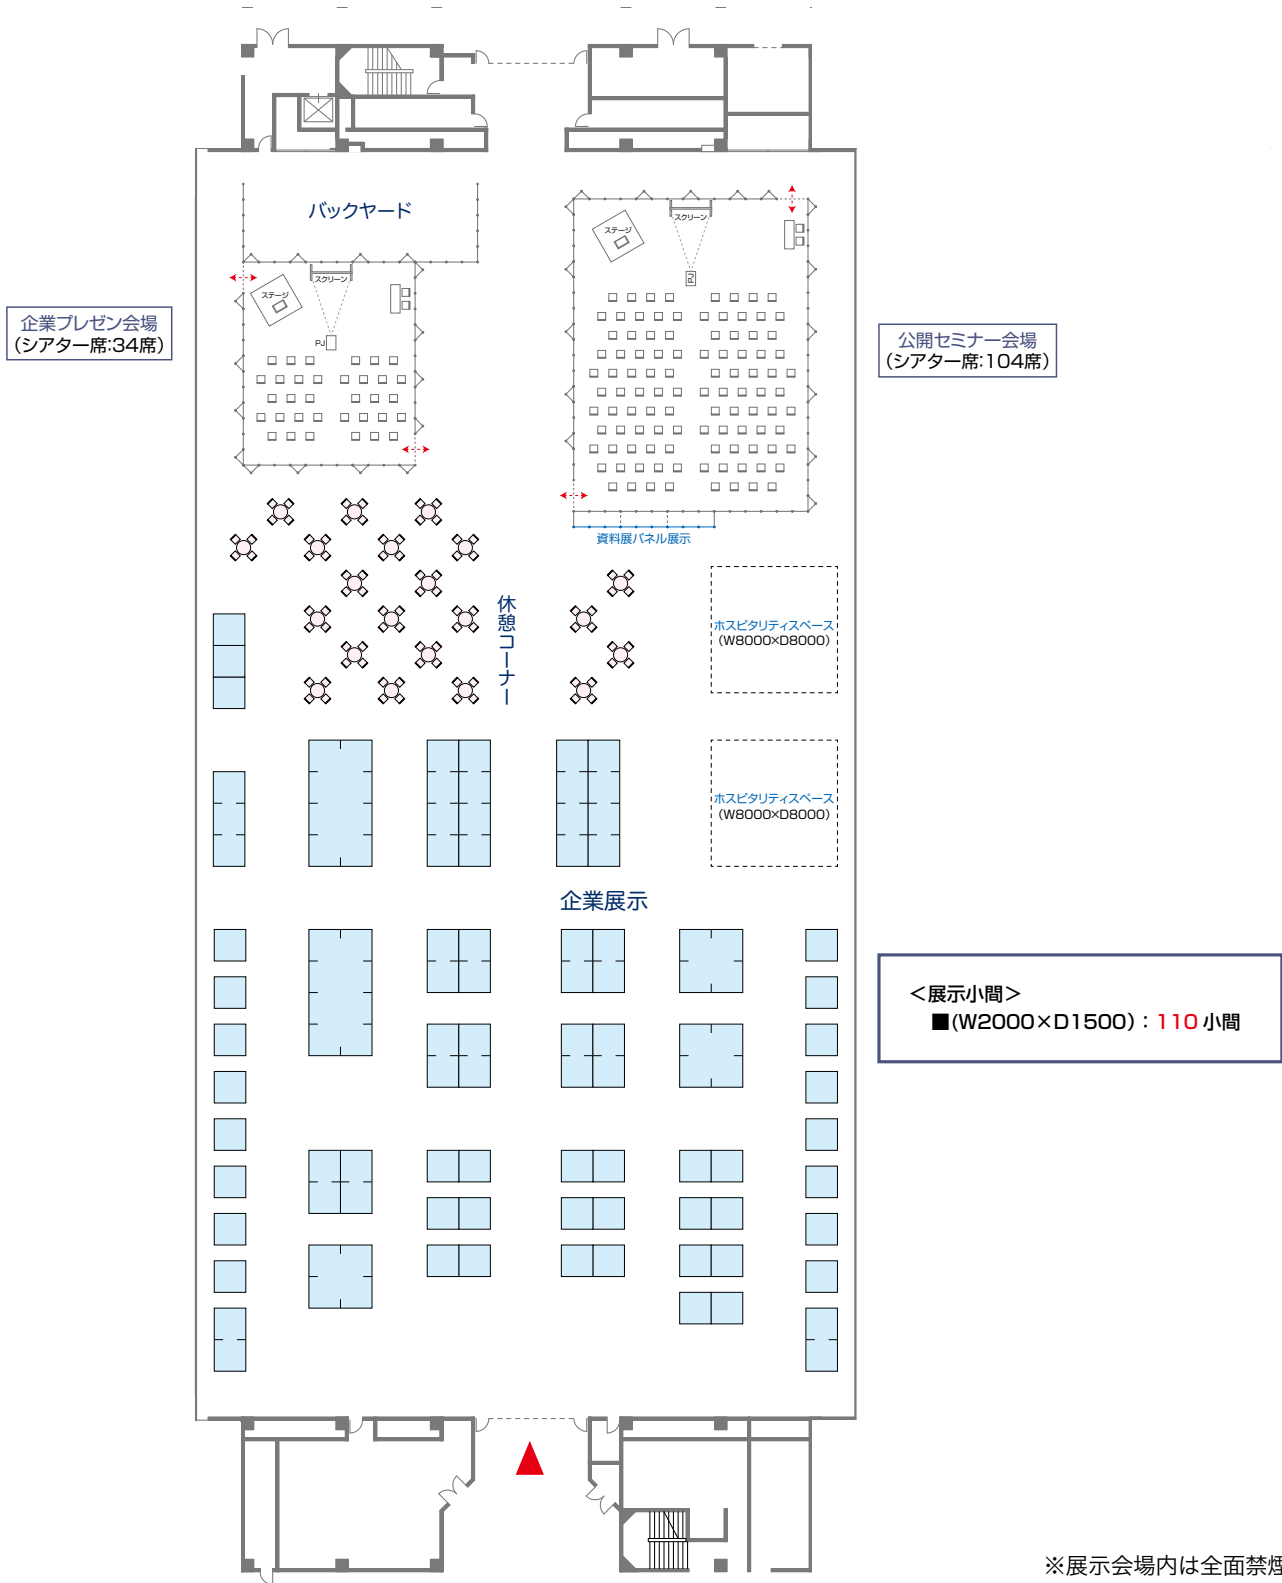 バックヤード
スクリーン
ステージ
PJ
スクリーン
ステージ
PJ
企業プレゼン会場
(シアター席:34席)
公開セミナー会場
(シアター席:104席)
資料展パネル展示
休憩コーナー
ホスピタリティスペース
(W8000×D8000)
ホスピタリティスペース
(W8000×D8000)
企業展示
＜展示小間＞
■(W2000×D1500)：110 小間
※展示会場内は全面禁煙